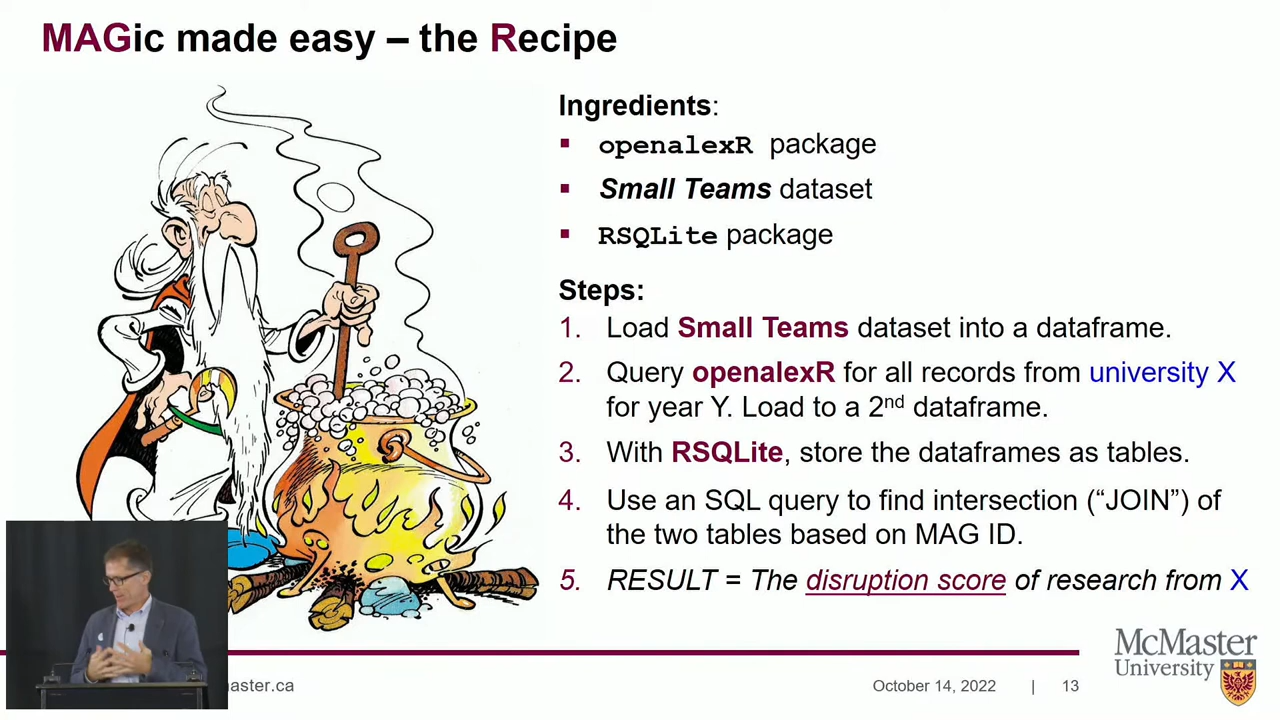 MAGic made easy – the Recipe
Ingredients:
▪ openalexR package
▪ Small Teams dataset
▪ RSQLite package
Steps:
1. Load Small Teams dataset into a dataframe.
2. Query openalexR for all records from university X
for year Y. Load to a 2nd dataframe.
3. With RSQLite, store the dataframes as tables.
4. Use an SQL query to find intersection (“JOIN”) of
the two tables based on MAG ID.
5. RESULT = The disruption score of research from X
McMaster
University
aster.ca
October 14, 2022 | 13